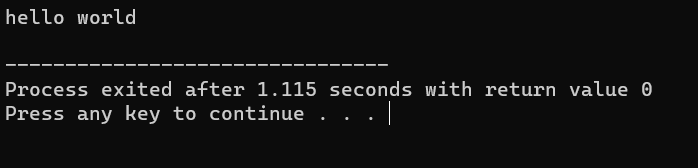 hello world
--------------------------------
Process exited after 1.115 seconds with return value 0
Press any key to continue . . .